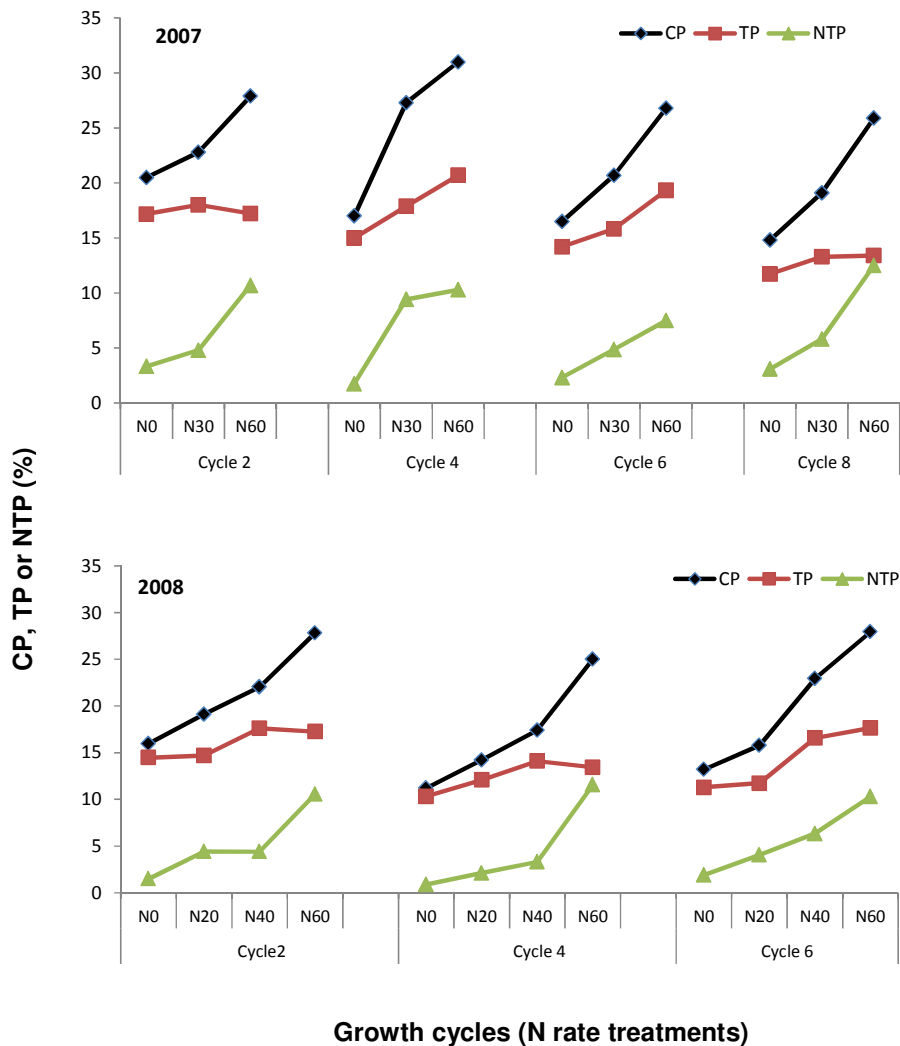 2007
CP TP NTP
35
30
25
20
15
10
5
0
N0 N30 N60 N0 N30 N60 N0 N30 N60 N0 N30 N60
Cycle 2 Cycle 4 Cycle 6 Cycle 8
CP, TP or NTP (%)
2008
CP TP NTP
35
30
25
20
15
10
5
0
N0 N20 N40 N60 N0 N20 N40 N60 N0 N20 N40 N60
Cycle2 Cycle 4 Cycle 6
Growth cycles (N rate treatments)